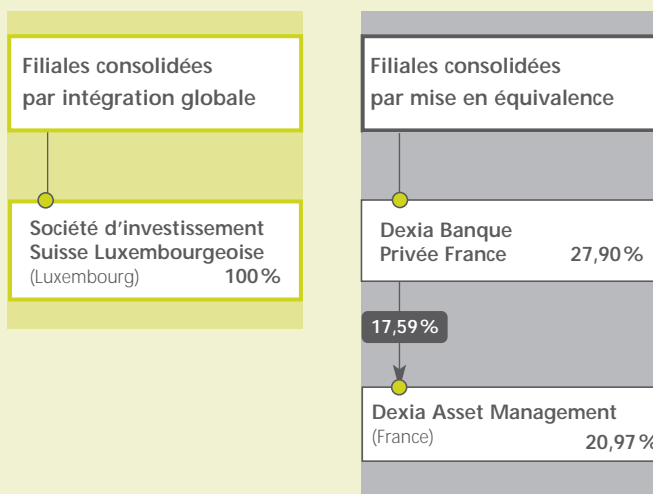 Filiales consolidées
par intégration globale
Société d'investissement
Suisse Luxembourgeoise
(Luxembourg) 100%
Filiales consolidées
par mise en équivalence
Dexia Banque
Privée France 27,90%
17,59%
Dexia Asset Management
(France) 20,97%